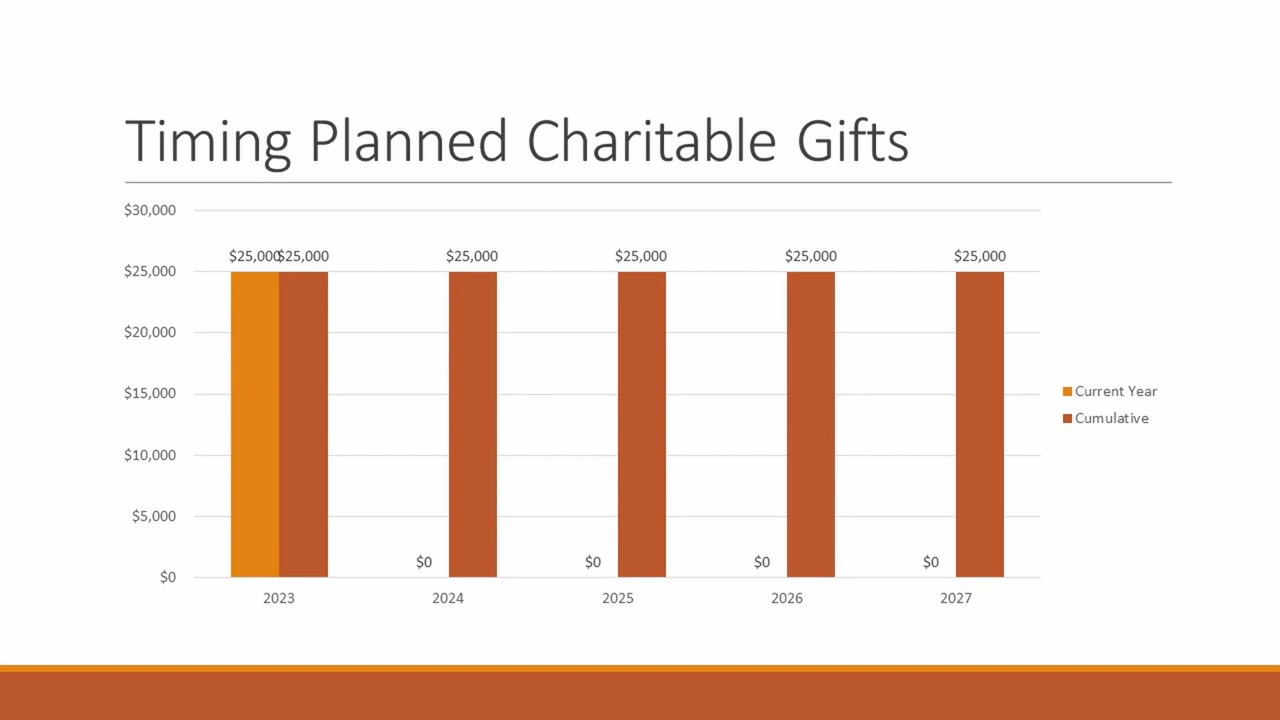 Timing Planned Charitable Gifts
$30,000
$25,000 $25,000 $25,000 $25,000 $25,000 $25,000
$25,000
$20,000
$15,000
Current Year
Cumulative
$10,000
$5,000
$0 $0 $0 $0
$0
2023 2024 2025 2026 2027